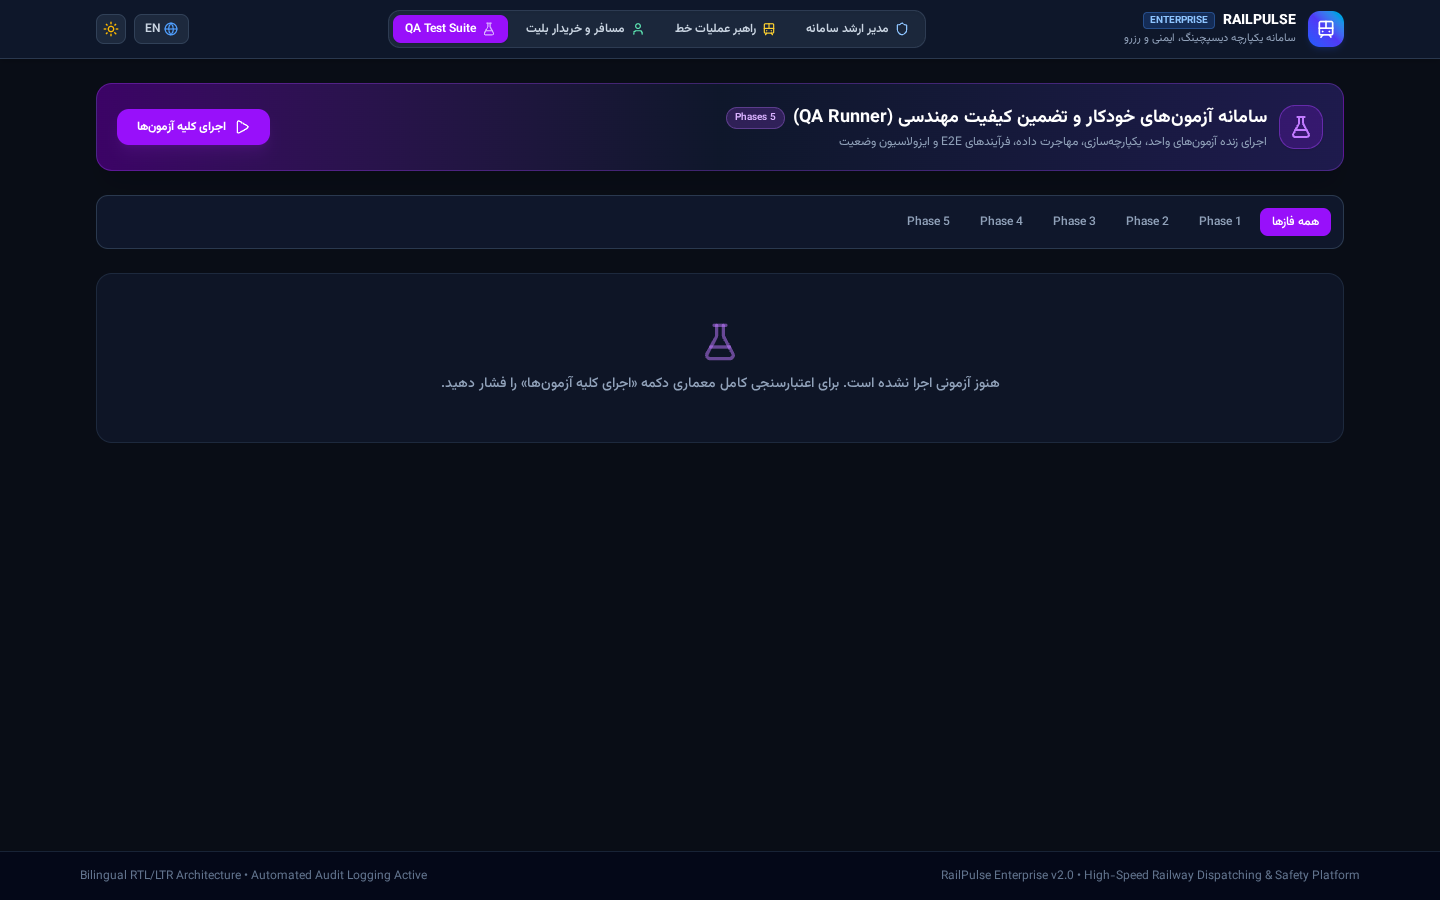 RAILPULSE ENTERPRISE
سامانه یکپارچه دیسپچینگ، ایمنی و رزرو
مدیر ارشد سامانه
راهبر عملیات خط
مسافر و خریدار بلیت
QA Test Suite
EN
سامانه آزمون‌های خودکار و تضمین کیفیت مهندسی (QA Runner) Phases 5
اجرای زنده آزمون‌های واحد، یکپارچه‌سازی، مهاجرت داده، فرآیندهای E2E و ایزولاسیون وضعیت
اجرای کلیه آزمون‌ها
همه فازها
Phase 1
Phase 2
Phase 3
Phase 4
Phase 5
هنوز آزمونی اجرا نشده است. برای اعتبارسنجی کامل معماری دکمه «اجرای کلیه آزمون‌ها» را فشار دهید.
RailPulse Enterprise v2.0 • High-Speed Railway Dispatching & Safety Platform
Bilingual RTL/LTR Architecture • Automated Audit Logging Active